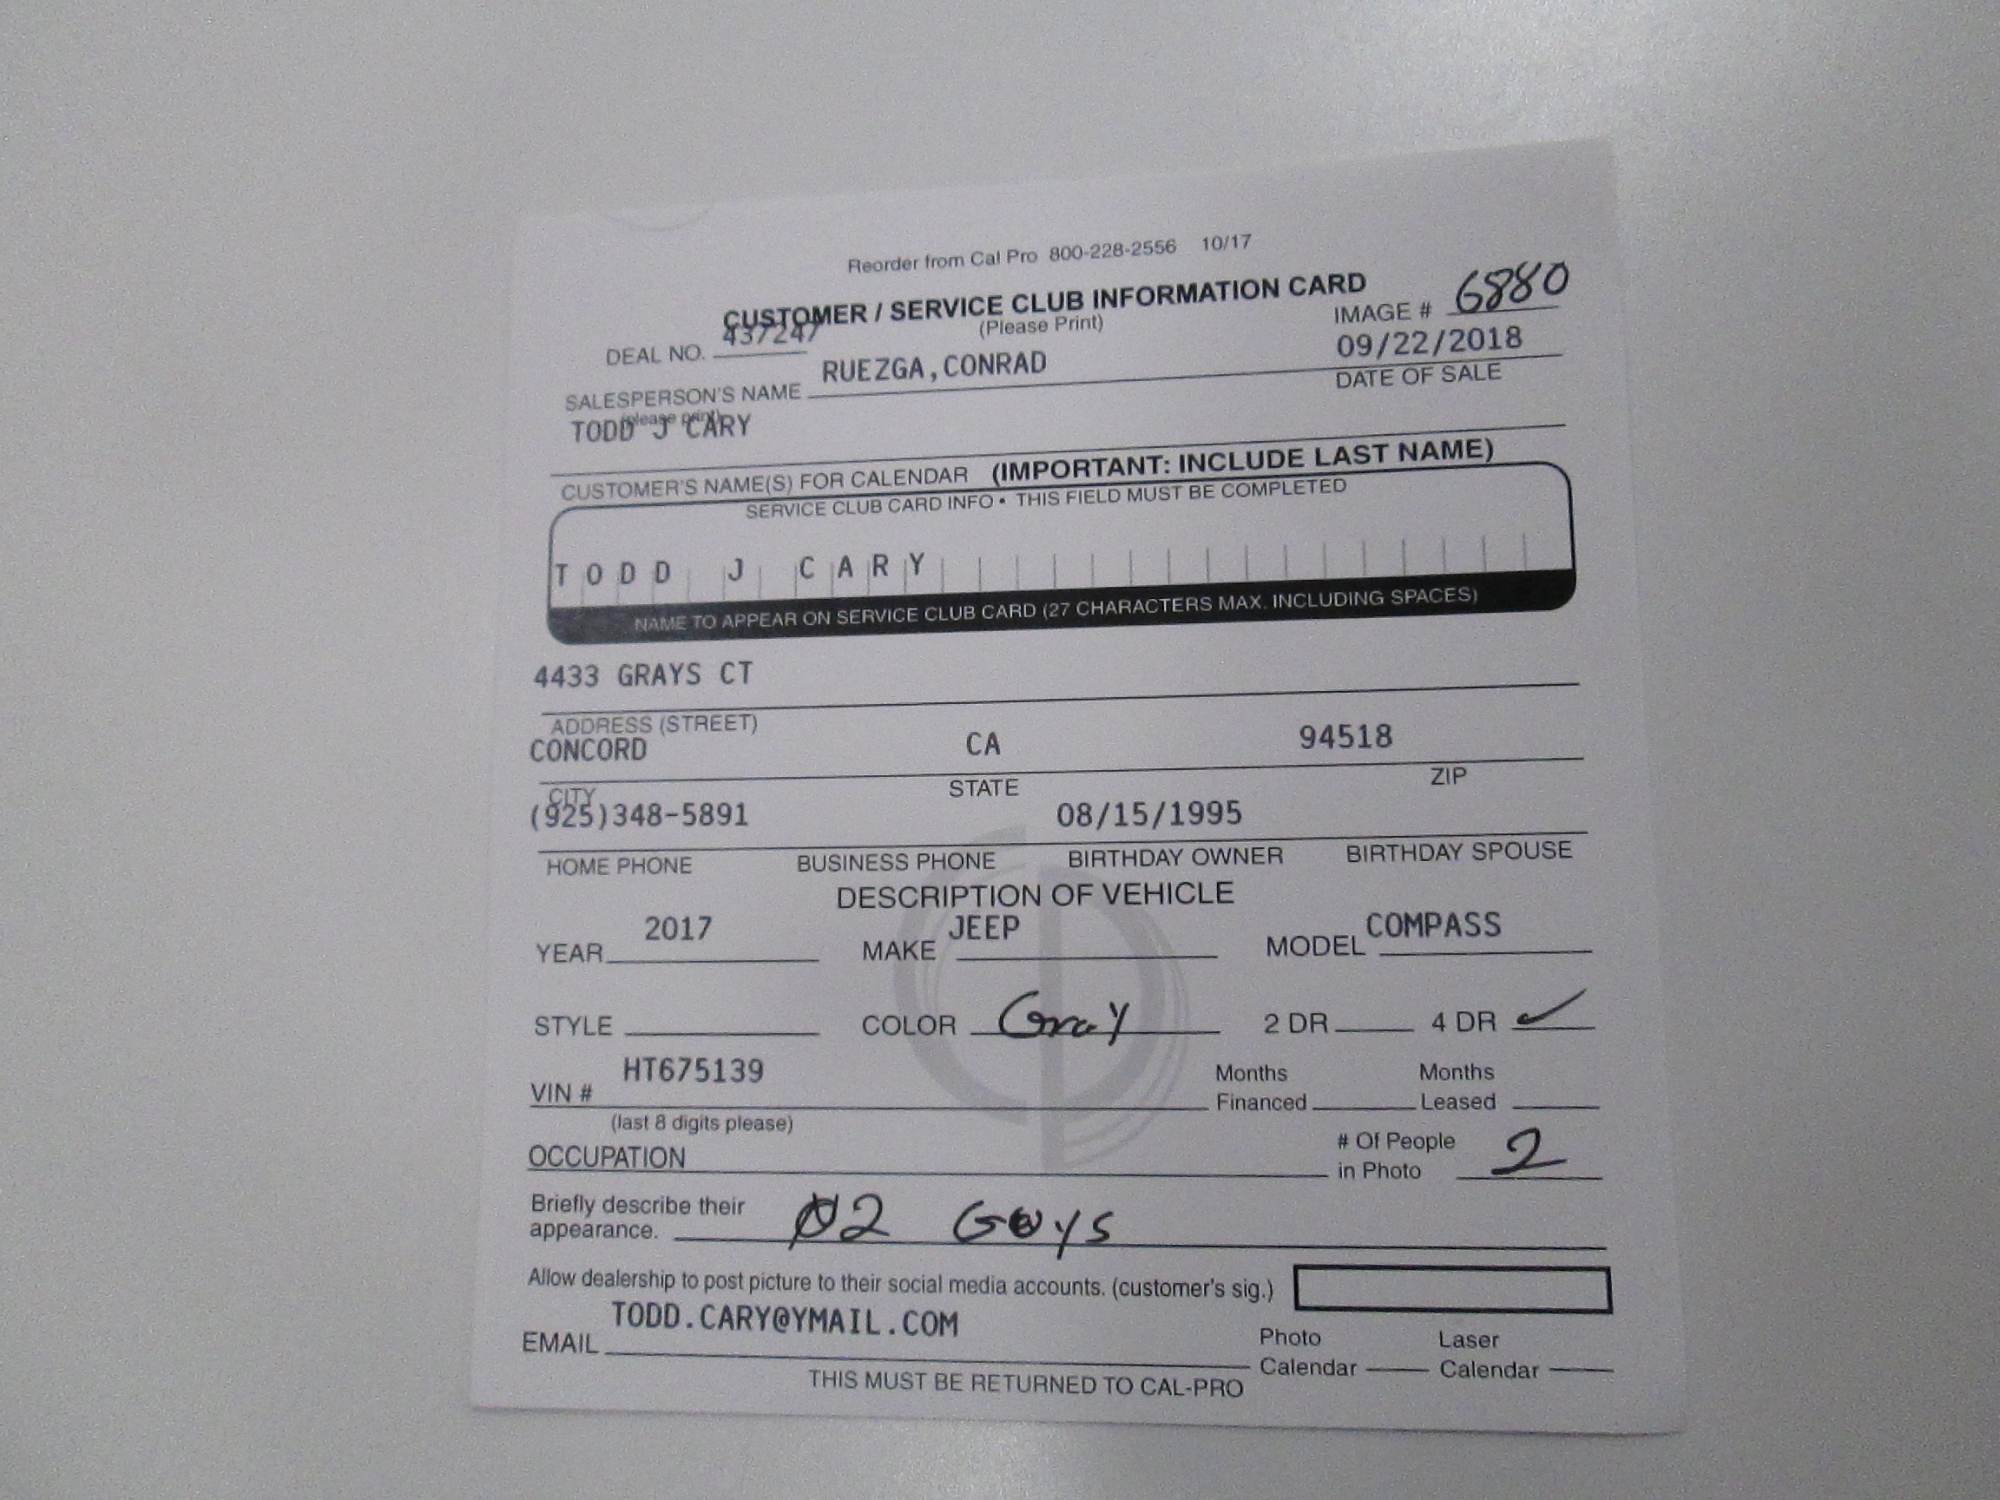 Reorder from Cal Pro 800-228-2556 10/17
CUSTOMER / SERVICE CLUB INFORMATION CARD
(Please Print)
IMAGE # 6880
DEAL NO. 437247
09/22/2018
DATE OF SALE
SALESPERSON'S NAME RUEZGA,CONRAD
(please print)
TODD J CARY
CUSTOMER'S NAME(S) FOR CALENDAR (IMPORTANT: INCLUDE LAST NAME)
SERVICE CLUB CARD INFO • THIS FIELD MUST BE COMPLETED
TODD J CARY
NAME TO APPEAR ON SERVICE CLUB CARD (27 CHARACTERS MAX. INCLUDING SPACES)
4433 GRAYS CT
ADDRESS (STREET)
CONCORD CA 94518
CITY STATE ZIP
(925)348-5891 08/15/1995
HOME PHONE BUSINESS PHONE BIRTHDAY OWNER BIRTHDAY SPOUSE
DESCRIPTION OF VEHICLE
YEAR 2017 MAKE JEEP MODEL COMPASS
STYLE COLOR Gray 2 DR 4 DR ✓
VIN # HT675139 Months Financed Months Leased
(last 8 digits please)
OCCUPATION # Of People in Photo 2
Briefly describe their
appearance. 2 Guys
Allow dealership to post picture to their social media accounts. (customer's sig.)
EMAIL TODD.CARY@YMAIL.COM
Photo Calendar Laser Calendar
THIS MUST BE RETURNED TO CAL-PRO